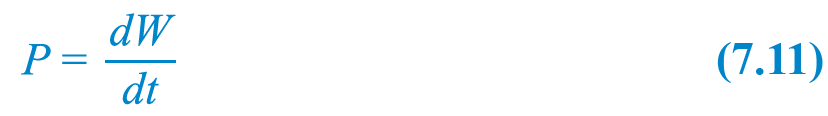 P = dW/dt (7.11)